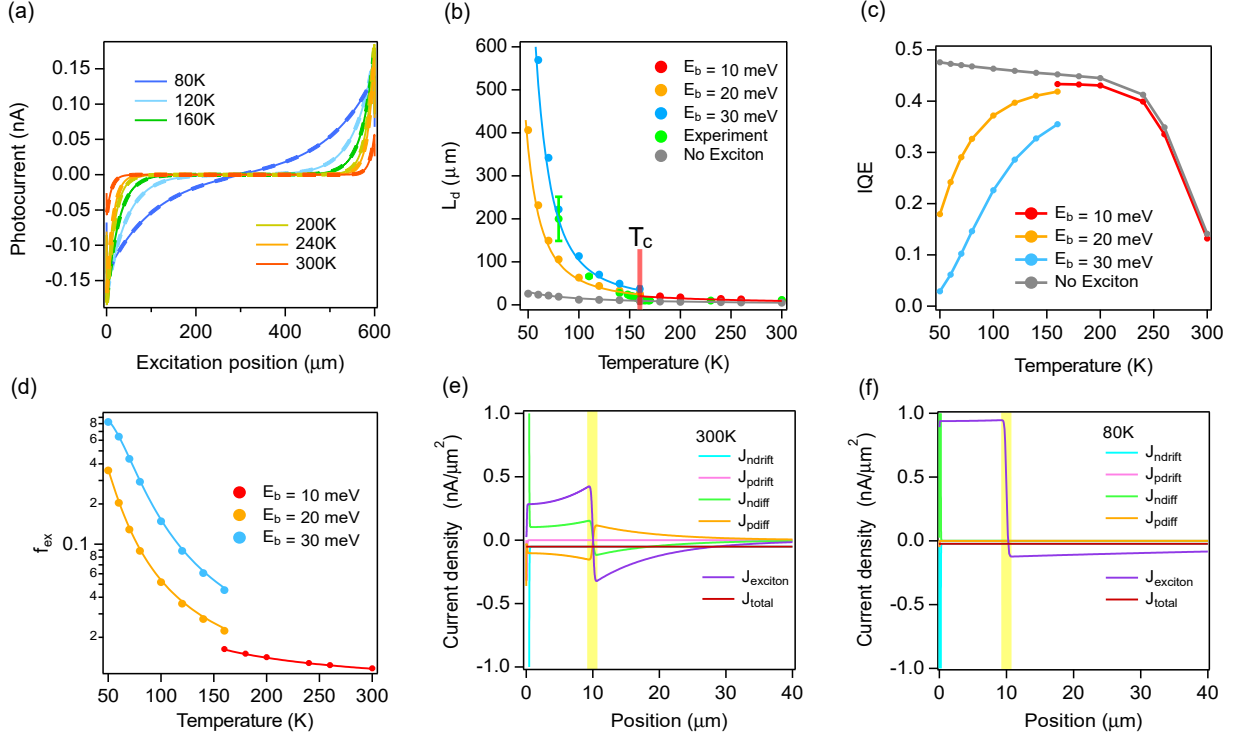 (a)
Photocurrent (nA)
0.15
0.10
0.05
0.00
-0.05
-0.10
-0.15
80K
120K
160K
200K
240K
300K
0
200
400
600
Excitation position (μm)
(b)
L_d (μm)
600
500
400
300
200
100
0
E_b = 10 meV
E_b = 20 meV
E_b = 30 meV
Experiment
No Exciton
T_c
50
100
150
200
250
300
Temperature (K)
(c)
IQE
0.5
0.4
0.3
0.2
0.1
0.0
E_b = 10 meV
E_b = 20 meV
E_b = 30 meV
No Exciton
50
100
150
200
250
300
Temperature (K)
(d)
f_ex
8
6
4
2
0.1
8
6
4
2
E_b = 10 meV
E_b = 20 meV
E_b = 30 meV
50
100
150
200
250
300
Temperature (K)
(e)
Current density (nA/μm²)
1.0
0.5
0.0
-0.5
-1.0
300K
J_ndrift
J_pdrift
J_ndiff
J_pdiff
J_exciton
J_total
0
10
20
30
40
Position (μm)
(f)
Current density (nA/μm²)
1.0
0.5
0.0
-0.5
-1.0
80K
J_ndrift
J_pdrift
J_ndiff
J_pdiff
J_exciton
J_total
0
10
20
30
40
Position (μm)